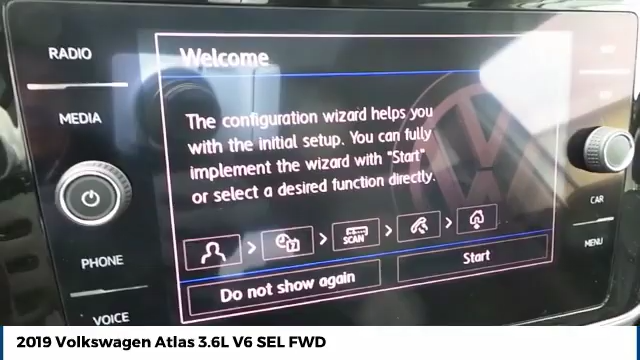 RADIO
MEDIA
PHONE
VOICE
Welcome
The configuration wizard helps you
with the initial setup. You can fully
implement the wizard with "Start"
or select a desired function directly.
SCAN
Do not show again
Start
CAR
MENU
2019 Volkswagen Atlas 3.6L V6 SEL FWD